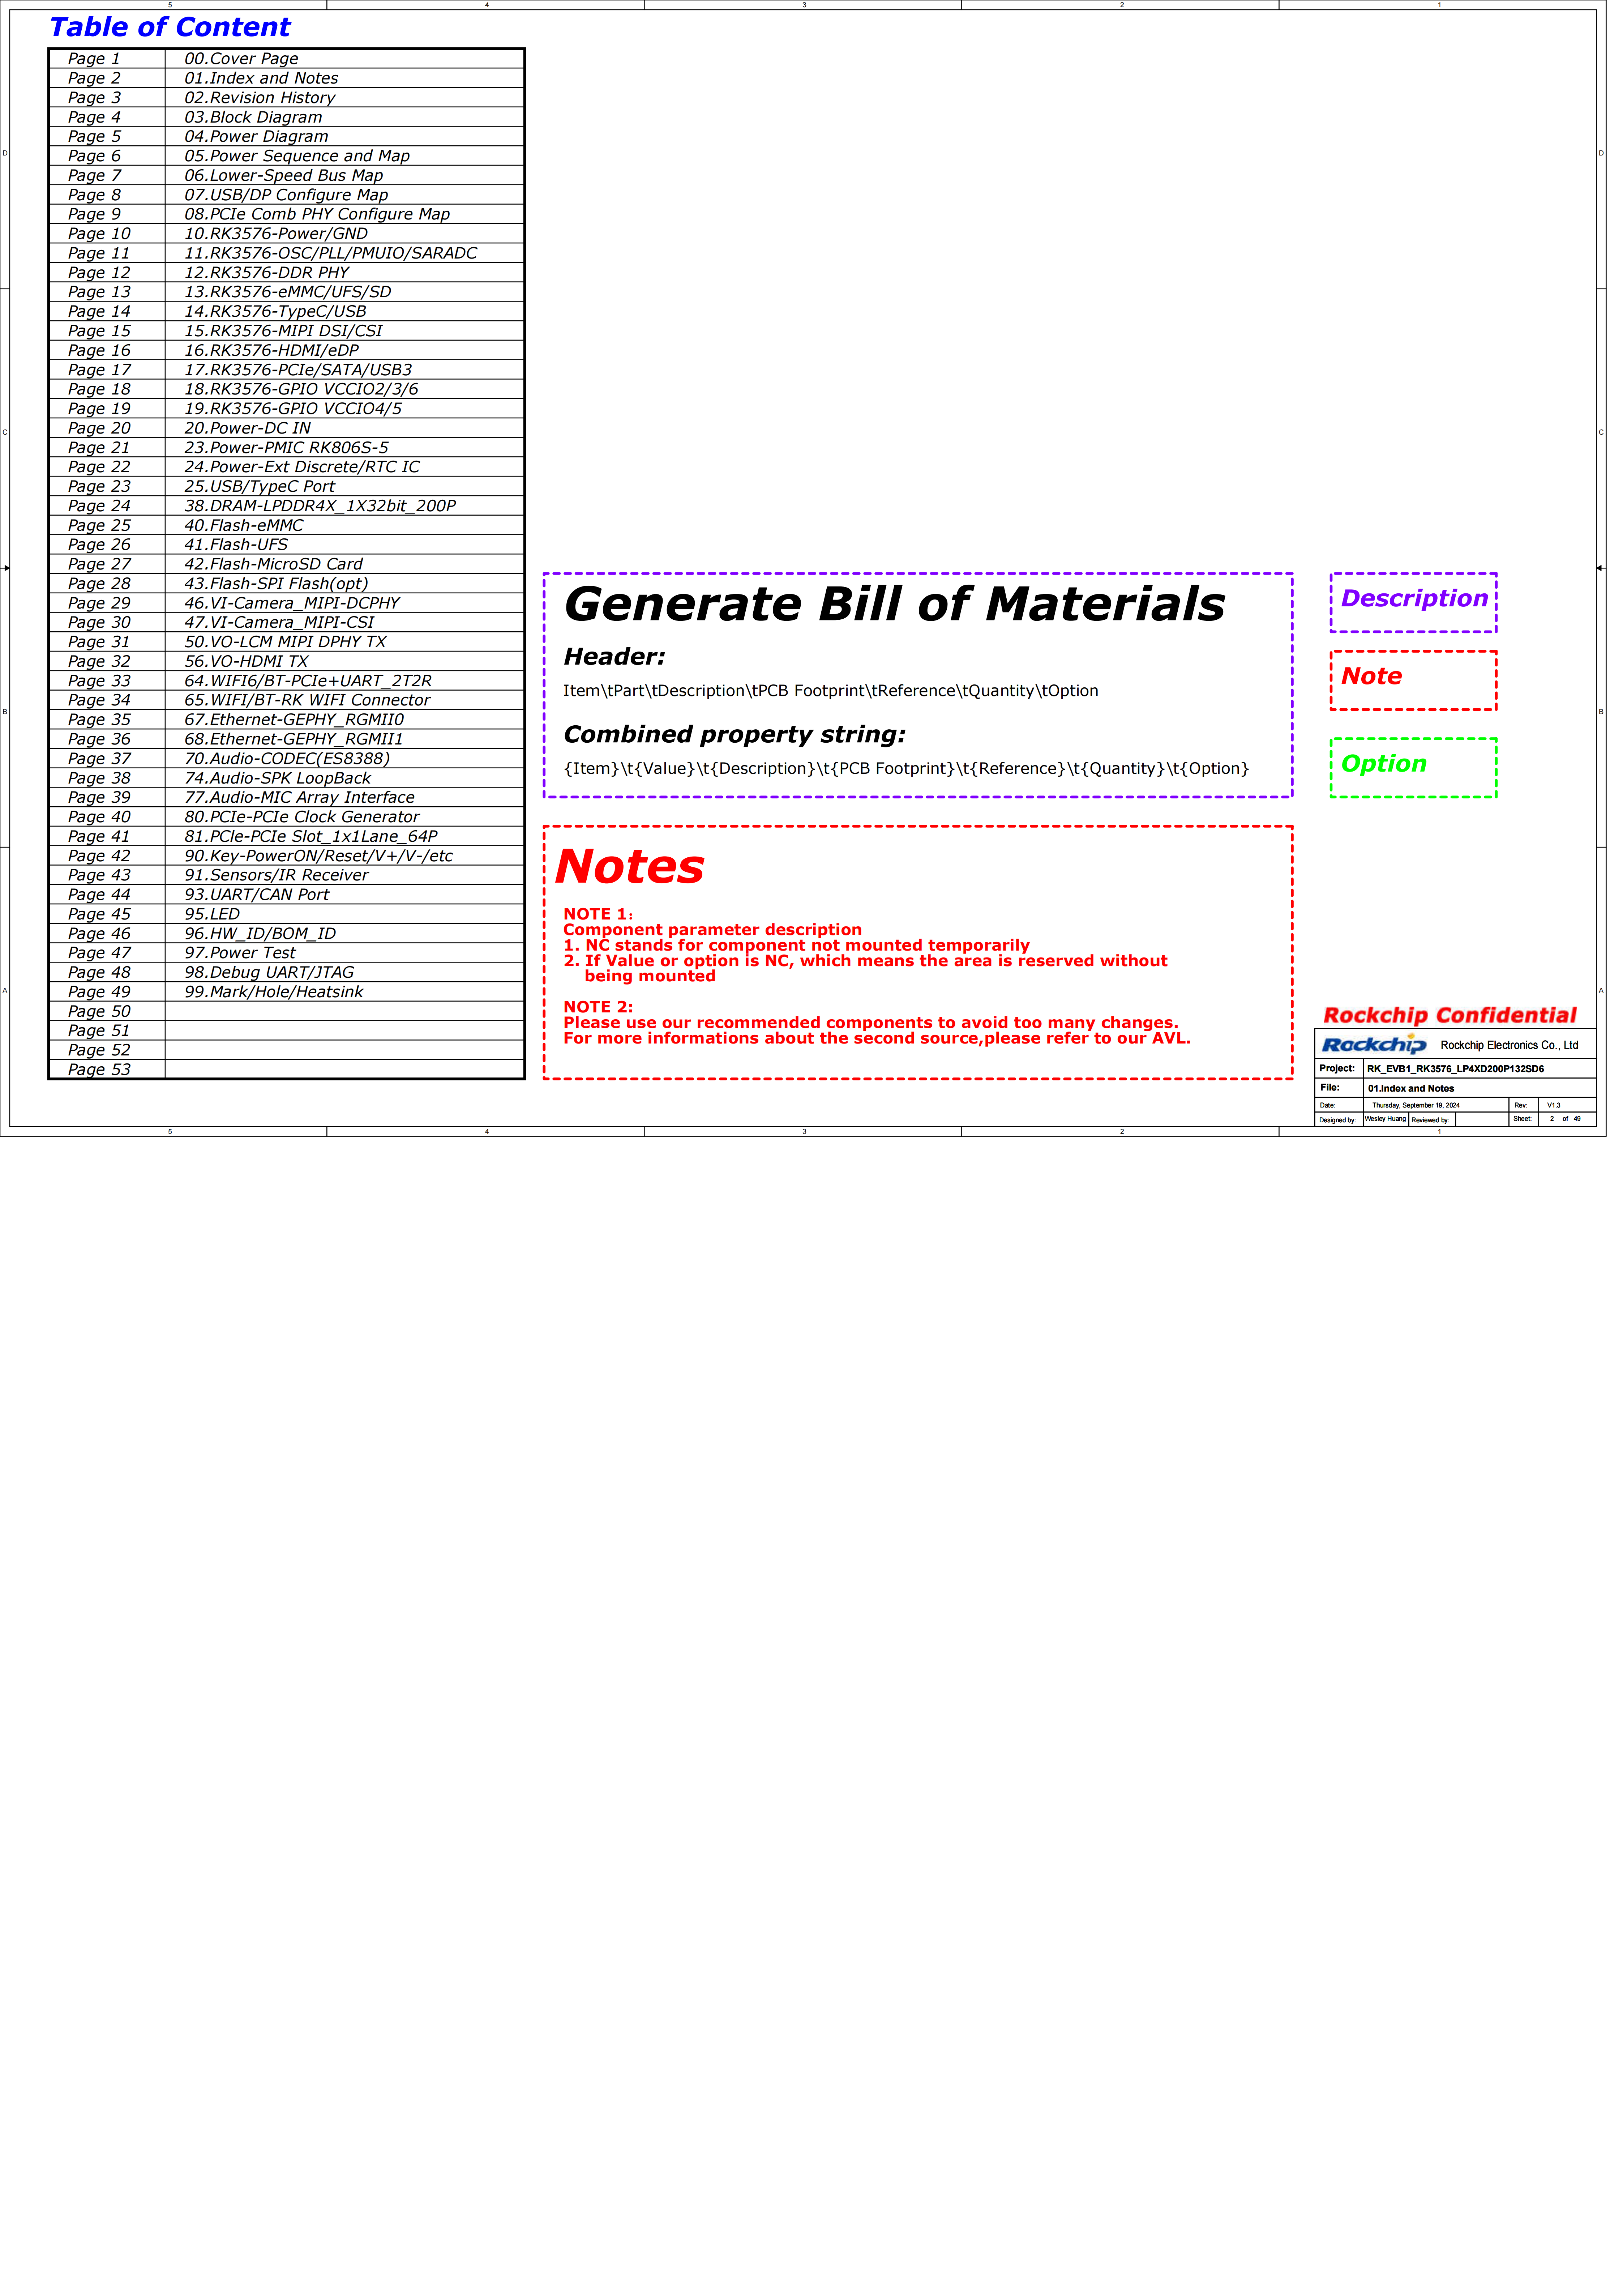 5 4 3 2 1
Table of Content
Page 1 00.Cover Page
Page 2 01.Index and Notes
Page 3 02.Revision History
Page 4 03.Block Diagram
Page 5 04.Power Diagram
Page 6 05.Power Sequence and Map
Page 7 06.Lower-Speed Bus Map
Page 8 07.USB/DP Configure Map
Page 9 08.PCIe Comb PHY Configure Map
Page 10 10.RK3576-Power/GND
Page 11 11.RK3576-OSC/PLL/PMUIO/SARADC
Page 12 12.RK3576-DDR PHY
Page 13 13.RK3576-eMMC/UFS/SD
Page 14 14.RK3576-TypeC/USB
Page 15 15.RK3576-MIPI DSI/CSI
Page 16 16.RK3576-HDMI/eDP
Page 17 17.RK3576-PCIe/SATA/USB3
Page 18 18.RK3576-GPIO VCCIO2/3/6
Page 19 19.RK3576-GPIO VCCIO4/5
Page 20 20.Power-DC IN
Page 21 23.Power-PMIC RK806S-5
Page 22 24.Power-Ext Discrete/RTC IC
Page 23 25.USB/TypeC Port
Page 24 38.DRAM-LPDDR4X_1X32bit_200P
Page 25 40.Flash-eMMC
Page 26 41.Flash-UFS
Page 27 42.Flash-MicroSD Card
Page 28 43.Flash-SPI Flash(opt)
Page 29 46.VI-Camera_MIPI-DCPHY
Page 30 47.VI-Camera_MIPI-CSI
Page 31 50.VO-LCM MIPI DPHY TX
Page 32 56.VO-HDMI TX
Page 33 64.WIFI6/BT-PCIe+UART_2T2R
Page 34 65.WIFI/BT-RK WIFI Connector
Page 35 67.Ethernet-GEPHY_RGMII0
Page 36 68.Ethernet-GEPHY_RGMII1
Page 37 70.Audio-CODEC(ES8388)
Page 38 74.Audio-SPK LoopBack
Page 39 77.Audio-MIC Array Interface
Page 40 80.PCIe-PCIe Clock Generator
Page 41 81.PCle-PCIe Slot_1x1Lane_64P
Page 42 90.Key-PowerON/Reset/V+/V-/etc
Page 43 91.Sensors/IR Receiver
Page 44 93.UART/CAN Port
Page 45 95.LED
Page 46 96.HW_ID/BOM_ID
Page 47 97.Power Test
Page 48 98.Debug UART/JTAG
Page 49 99.Mark/Hole/Heatsink
Page 50
Page 51
Page 52
Page 53
Generate Bill of Materials
Header:
Item\tPart\tDescription\tPCB Footprint\tReference\tQuantity\tOption
Combined property string:
{Item}\t{Value}\t{Description}\t{PCB Footprint}\t{Reference}\t{Quantity}\t{Option}
Description
Note
Option
Notes
NOTE 1:
Component parameter description
1. NC stands for component not mounted temporarily
2. If Value or option is NC, which means the area is reserved without
being mounted
NOTE 2:
Please use our recommended components to avoid too many changes.
For more informations about the second source,please refer to our AVL.
Rockchip Confidential
Rockchip Rockchip Electronics Co., Ltd
Project: RK_EVB1_RK3576_LP4XD200P132SD6
File: 01.Index and Notes
Date: Thursday, September 19, 2024 Rev: V1.3
Designed by: Wesley Huang Reviewed by: Sheet: 2 of 49
D D
C C
B B
A A
5 4 3 2 1